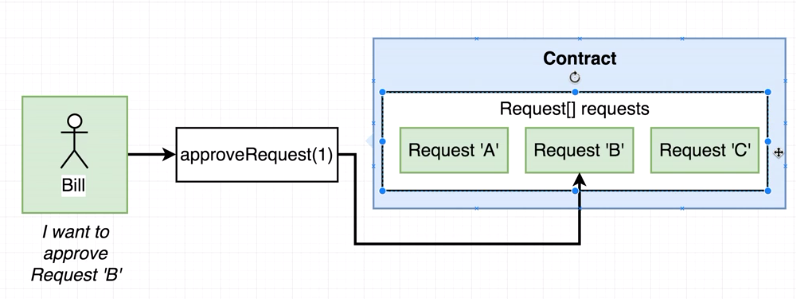 Contract
Request[] requests
Request 'A'
Request 'B'
Request 'C'
approveRequest(1)
Bill
I want to
approve
Request 'B'